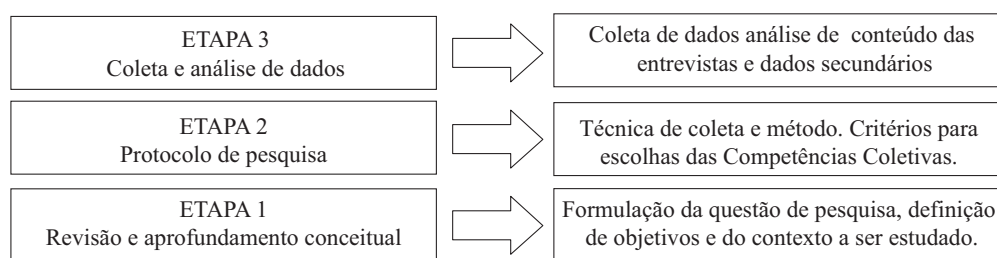 ETAPA 3
Coleta e análise de dados
Coleta de dados análise de conteúdo das
entrevistas e dados secundários
ETAPA 2
Protocolo de pesquisa
Técnica de coleta e método. Critérios para
escolhas das Competências Coletivas.
ETAPA 1
Revisão e aprofundamento conceitual
Formulação da questão de pesquisa, definição
de objetivos e do contexto a ser estudado.